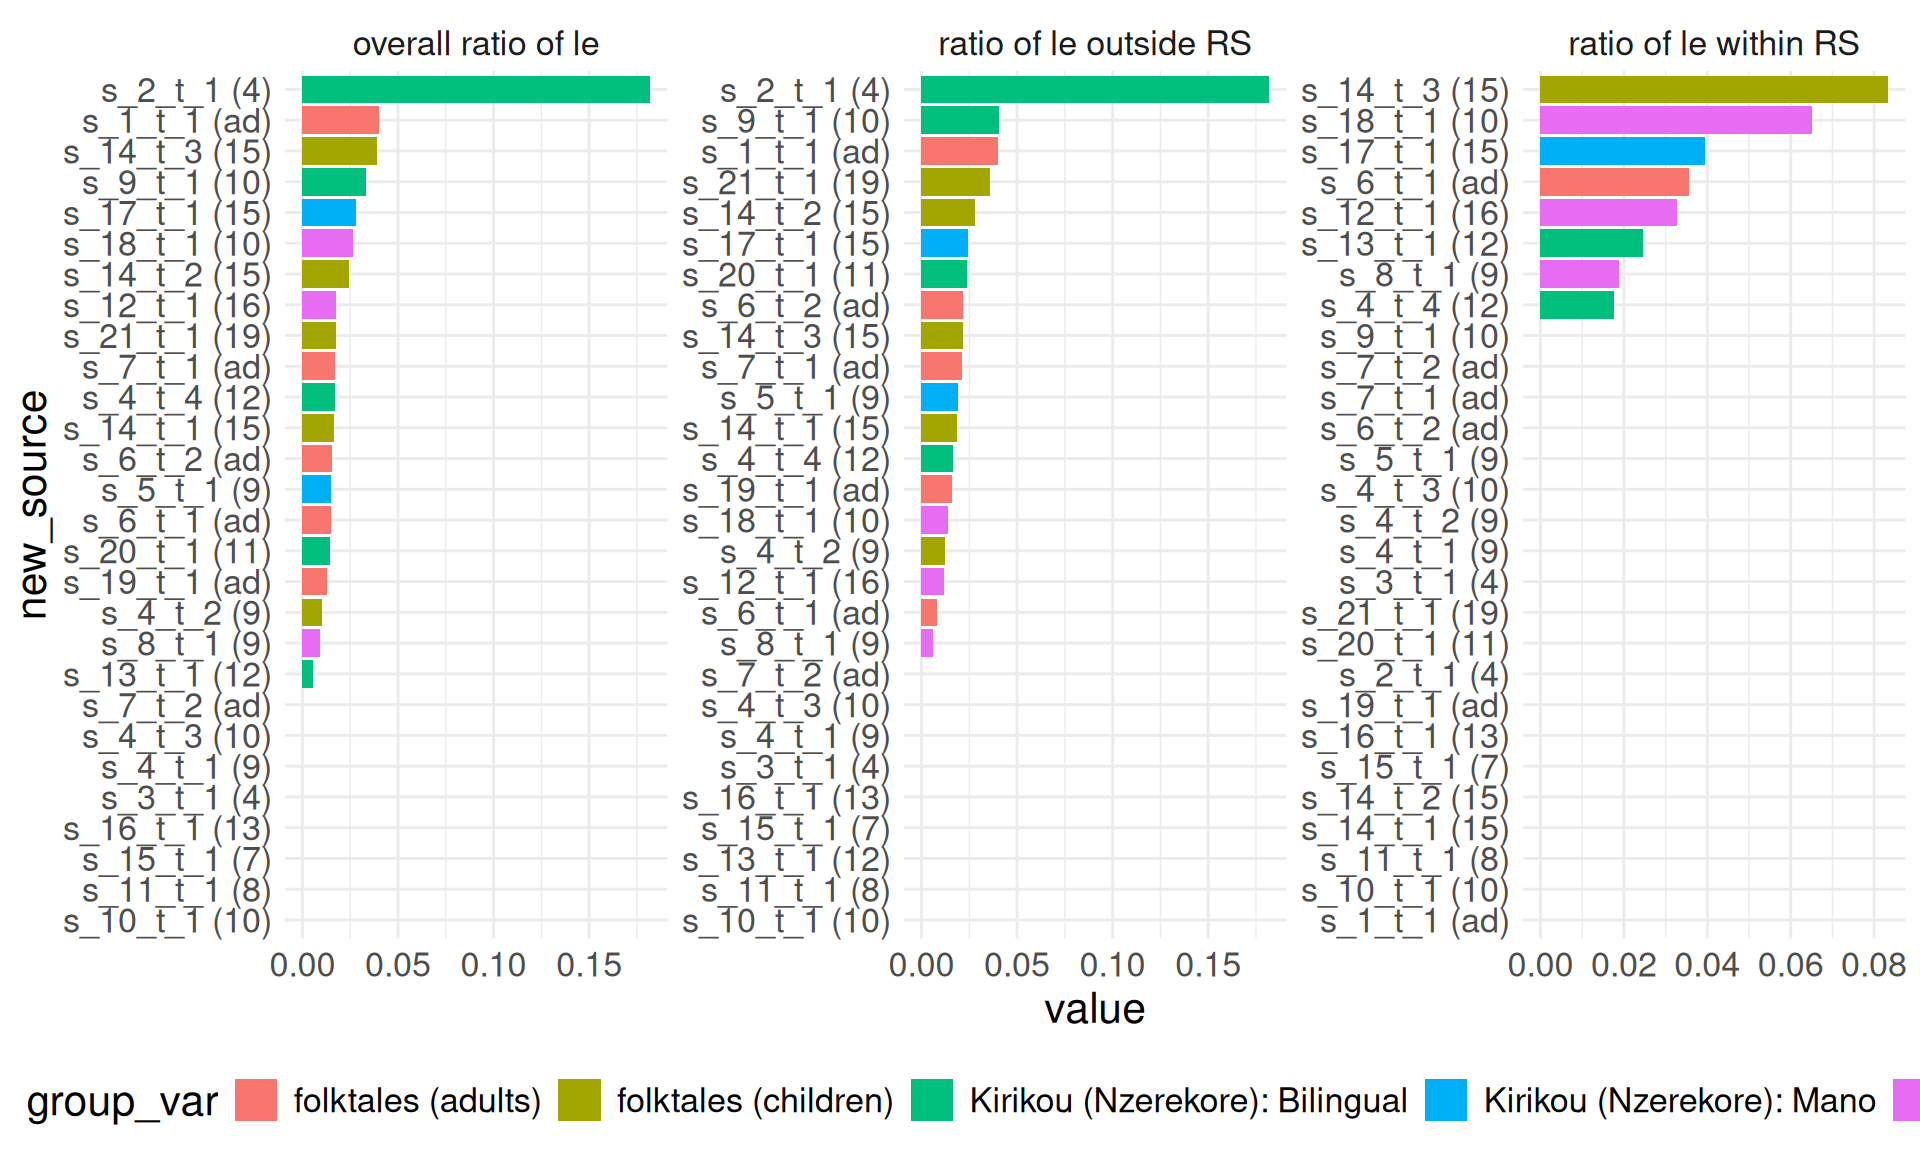 overall ratio of le
ratio of le outside RS
ratio of le within RS
new_source
s_2_t_1 (4)
s_1_t_1 (ad)
s_14_t_3 (15)
s_9_t_1 (10)
s_17_t_1 (15)
s_18_t_1 (10)
s_14_t_2 (15)
s_12_t_1 (16)
s_21_t_1 (19)
s_7_t_1 (ad)
s_4_t_4 (12)
s_14_t_1 (15)
s_6_t_2 (ad)
s_5_t_1 (9)
s_6_t_1 (ad)
s_20_t_1 (11)
s_19_t_1 (ad)
s_4_t_2 (9)
s_8_t_1 (9)
s_13_t_1 (12)
s_7_t_2 (ad)
s_4_t_3 (10)
s_4_t_1 (9)
s_3_t_1 (4)
s_16_t_1 (13)
s_15_t_1 (7)
s_11_t_1 (8)
s_10_t_1 (10)
0.00 0.05 0.10 0.15
s_2_t_1 (4)
s_9_t_1 (10)
s_1_t_1 (ad)
s_21_t_1 (19)
s_14_t_2 (15)
s_17_t_1 (15)
s_20_t_1 (11)
s_6_t_2 (ad)
s_14_t_3 (15)
s_7_t_1 (ad)
s_5_t_1 (9)
s_14_t_1 (15)
s_4_t_4 (12)
s_19_t_1 (ad)
s_18_t_1 (10)
s_4_t_2 (9)
s_12_t_1 (16)
s_6_t_1 (ad)
s_8_t_1 (9)
s_7_t_2 (ad)
s_4_t_3 (10)
s_4_t_1 (9)
s_3_t_1 (4)
s_16_t_1 (13)
s_15_t_1 (7)
s_13_t_1 (12)
s_11_t_1 (8)
s_10_t_1 (10)
0.00 0.05 0.10 0.15
s_14_t_3 (15)
s_18_t_1 (10)
s_17_t_1 (15)
s_6_t_1 (ad)
s_12_t_1 (16)
s_13_t_1 (12)
s_8_t_1 (9)
s_4_t_4 (12)
s_9_t_1 (10)
s_7_t_2 (ad)
s_7_t_1 (ad)
s_6_t_2 (ad)
s_5_t_1 (9)
s_4_t_3 (10)
s_4_t_2 (9)
s_4_t_1 (9)
s_3_t_1 (4)
s_21_t_1 (19)
s_20_t_1 (11)
s_2_t_1 (4)
s_19_t_1 (ad)
s_16_t_1 (13)
s_15_t_1 (7)
s_14_t_2 (15)
s_14_t_1 (15)
s_11_t_1 (8)
s_10_t_1 (10)
s_1_t_1 (ad)
0.00 0.02 0.04 0.06 0.08
value
group_var folktales (adults) folktales (children) Kirikou (Nzerekore): Bilingual Kirikou (Nzerekore): Mano